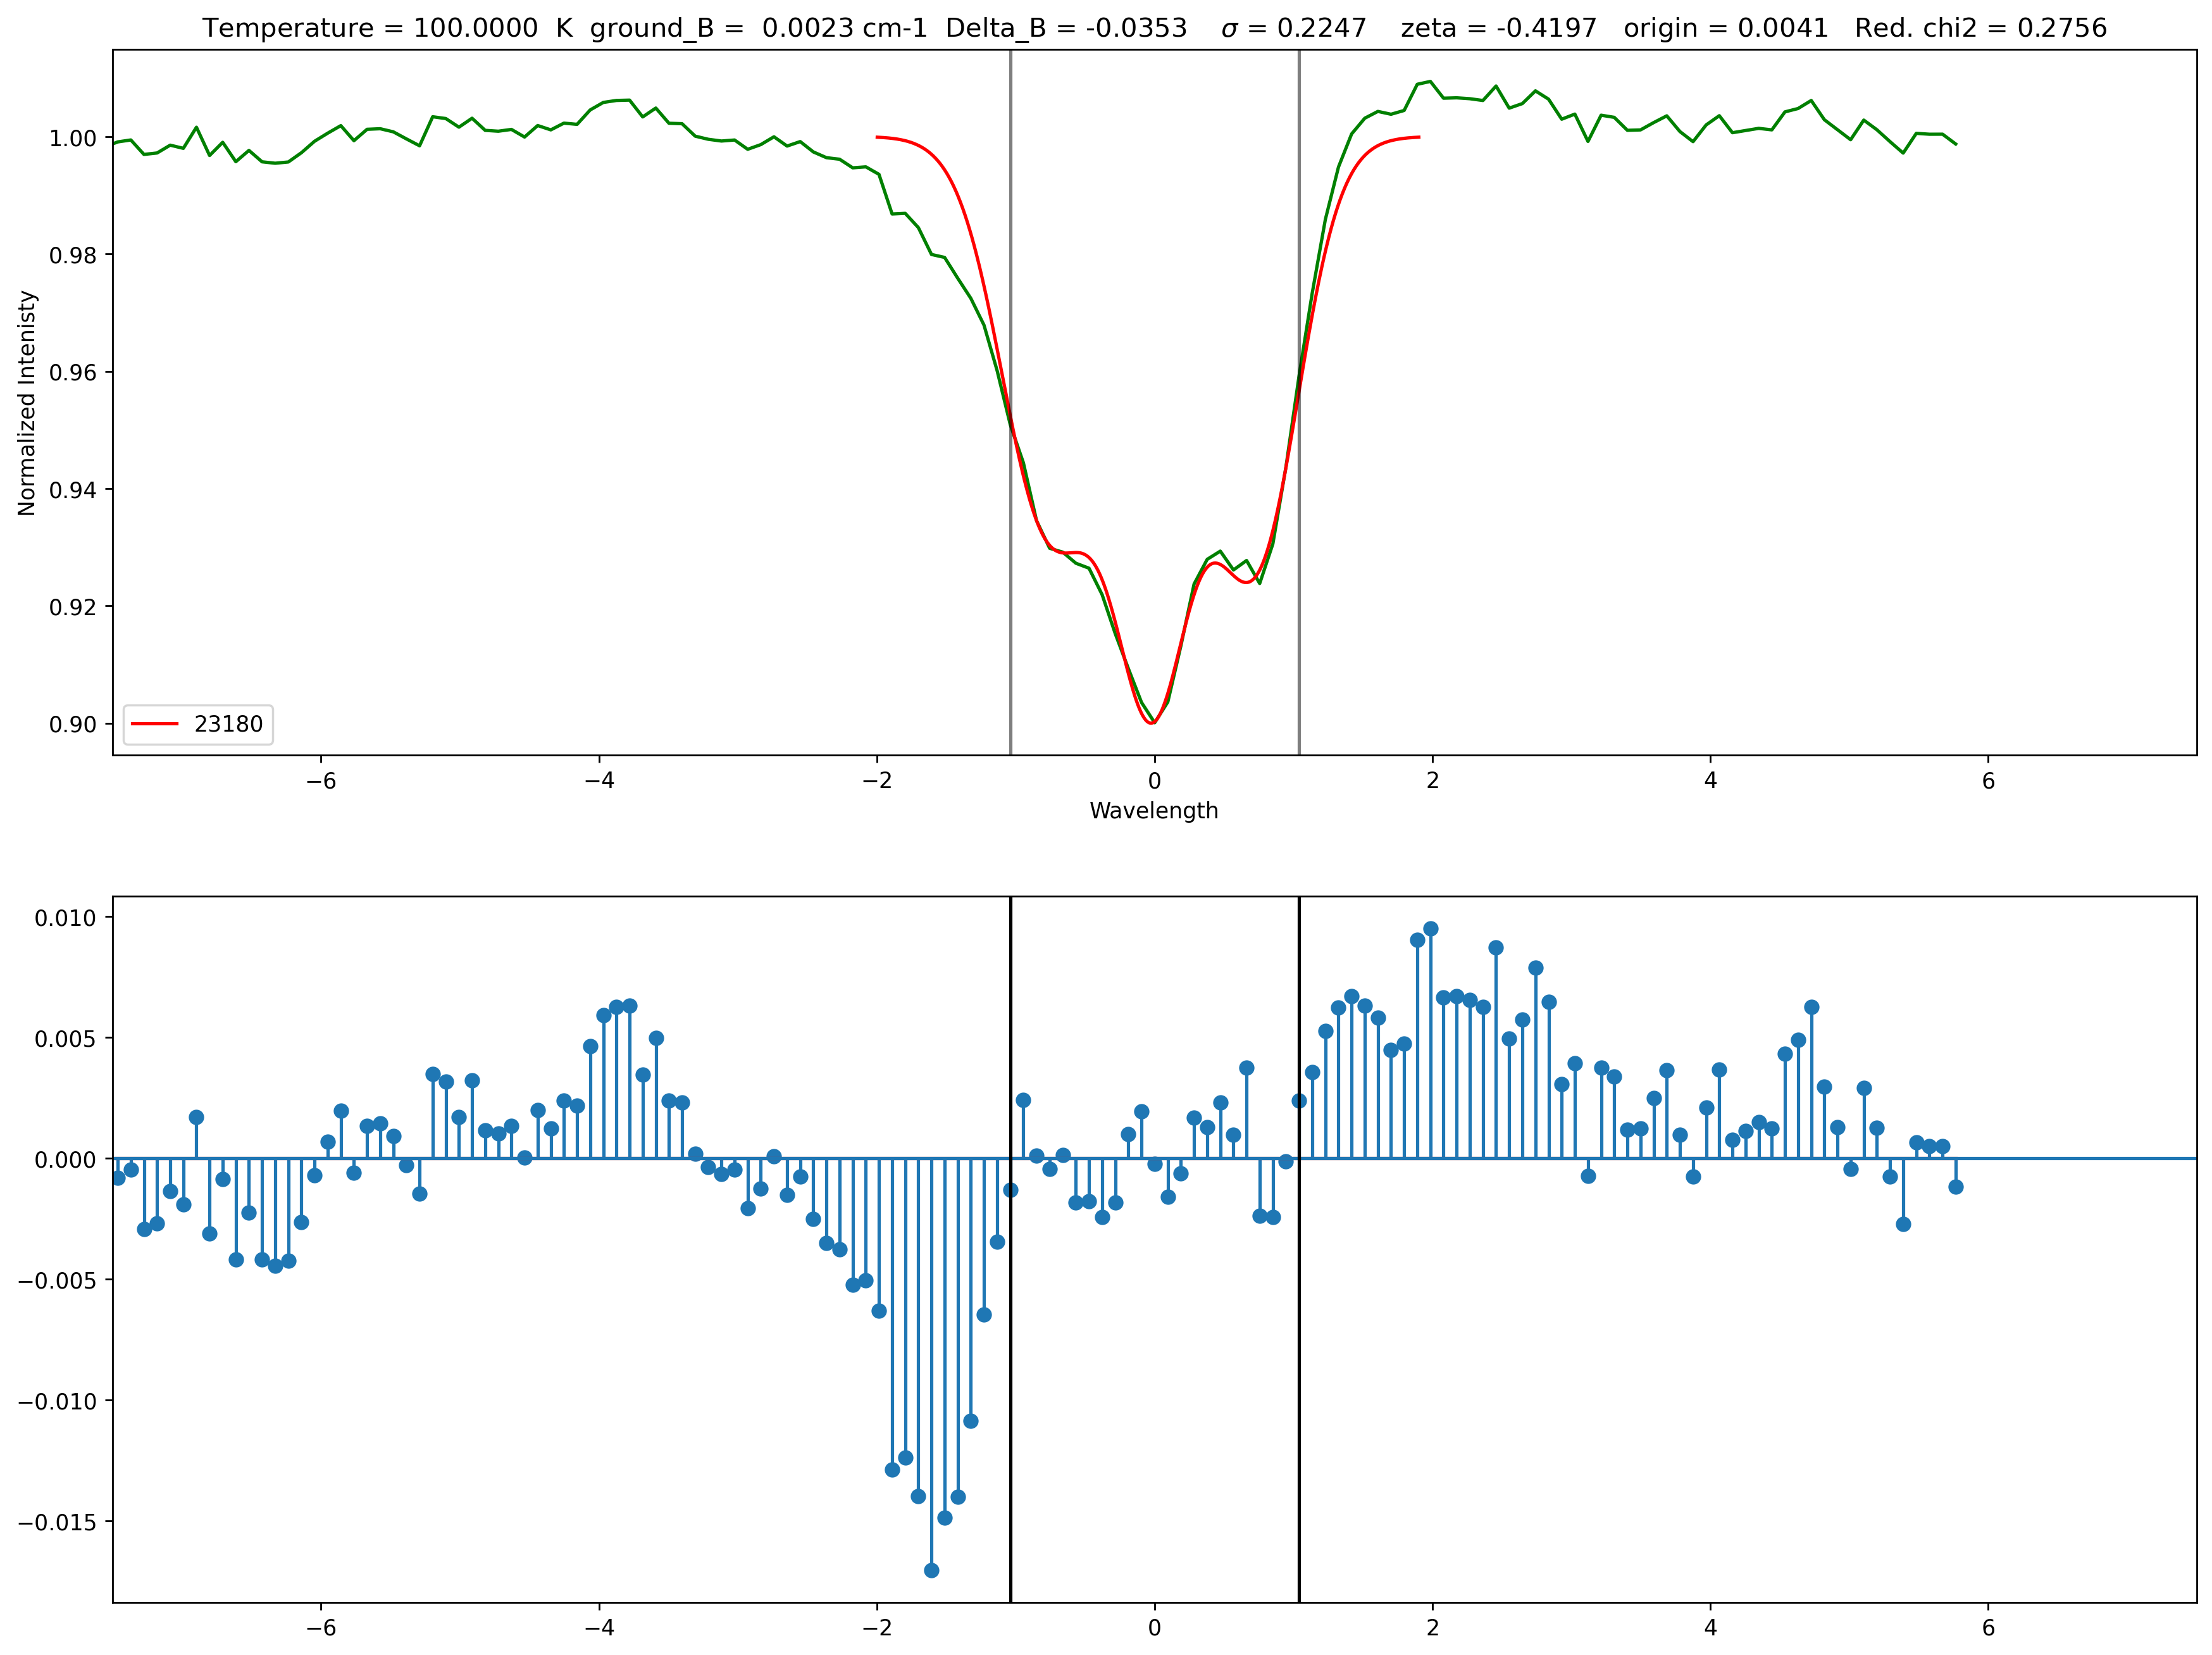 Temperature = 100.0000 K ground_B = 0.0023 cm-1 Delta_B = -0.0353 σ = 0.2247 zeta = -0.4197 origin = 0.0041 Red. chi2 = 0.2756
Normalized Intenisty
1.00
0.98
0.96
0.94
0.92
0.90
23180
−6 −4 −2 0 2 4 6
Wavelength
0.010
0.005
0.000
−0.005
−0.010
−0.015
−6 −4 −2 0 2 4 6